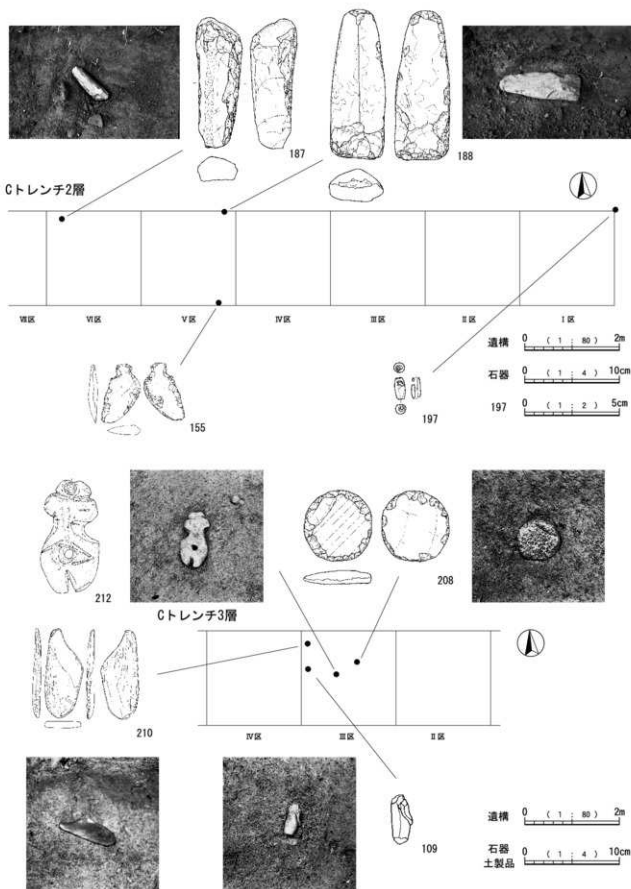 187
188
Cトレンチ2層
Ⅶ区 Ⅵ区 Ⅴ区 Ⅳ区 Ⅲ区 Ⅱ区 Ⅰ区
遺構 0 ( 1 : 80 ) 2m
石器 0 ( 1 : 4 ) 10cm
197 0 ( 1 : 2 ) 5cm
155
197
212
208
Cトレンチ3層
210
Ⅳ区 Ⅲ区 Ⅱ区
109
遺構 0 ( 1 : 80 ) 2m
石器
土製品 0 ( 1 : 4 ) 10cm